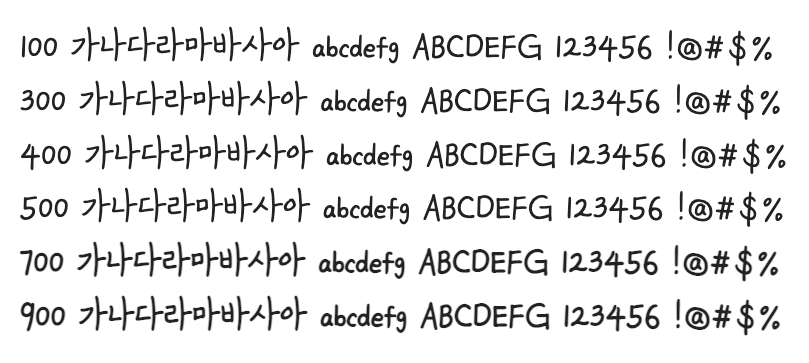 100 가나다라마바사아 abcdefg ABCDEFG 123456 !@#$%
300 가나다라마바사아 abcdefg ABCDEFG 123456 !@#$%
400 가나다라마바사아 abcdefg ABCDEFG 123456 !@#$%
500 가나다라마바사아 abcdefg ABCDEFG 123456 !@#$%
700 가나다라마바사아 abcdefg ABCDEFG 123456 !@#$%
900 가나다라마바사아 abcdefg ABCDEFG 123456 !@#$%